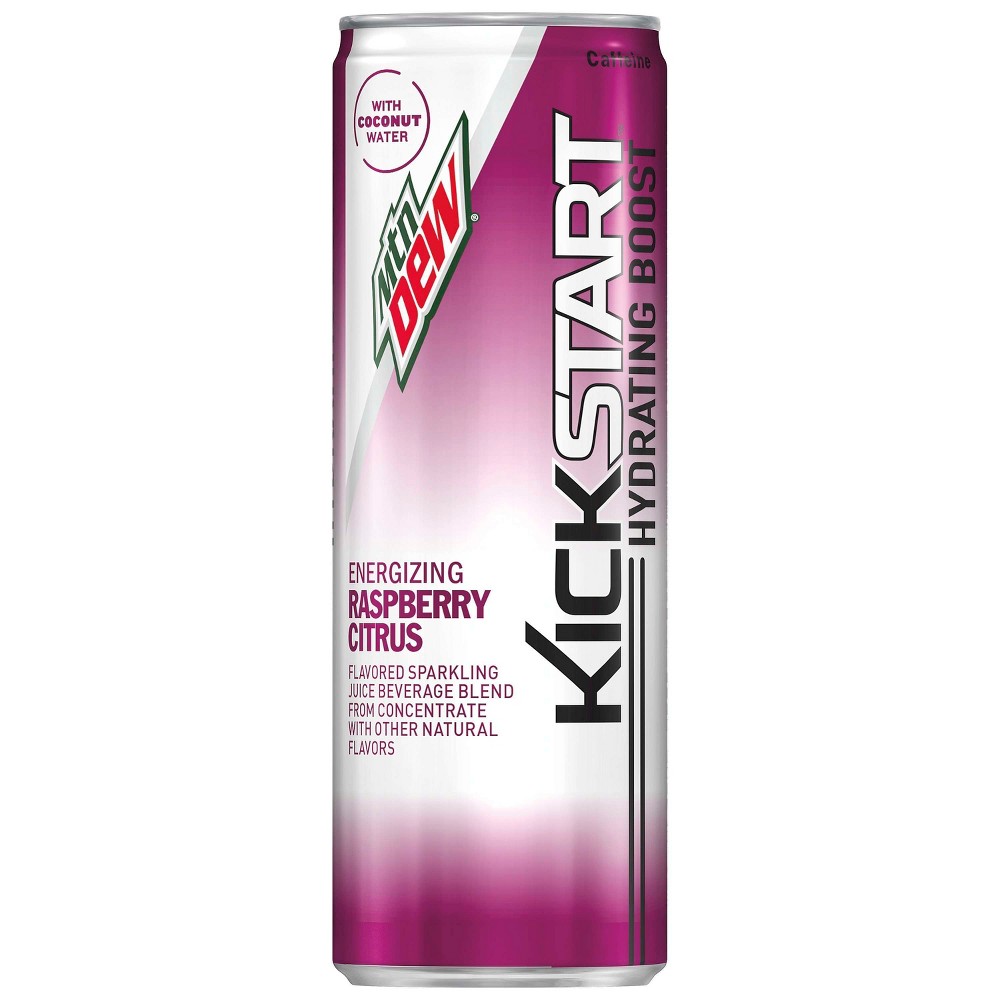 Caffeine
WITH
COCONUT
WATER
Mtn
DEW
®
KICKSTART
HYDRATING BOOST
ENERGIZING
RASPBERRY
CITRUS
FLAVORED SPARKLING
JUICE BEVERAGE BLEND
FROM CONCENTRATE
WITH OTHER NATURAL
FLAVORS